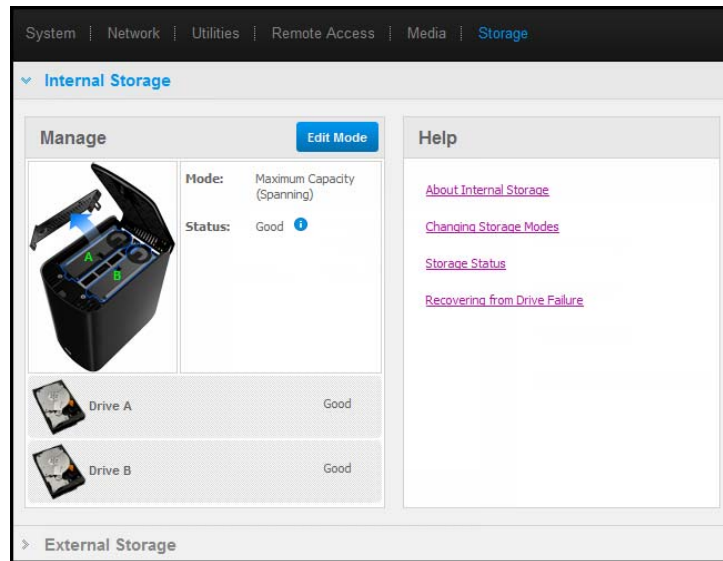 System | Network | Utilities | Remote Access | Media | Storage
Internal Storage
Manage
Edit Mode
Help
Mode: Maximum Capacity
(Spanning)
Status: Good
A
B
About Internal Storage
Changing Storage Modes
Storage Status
Recovering from Drive Failure
Drive A Good
Drive B Good
External Storage